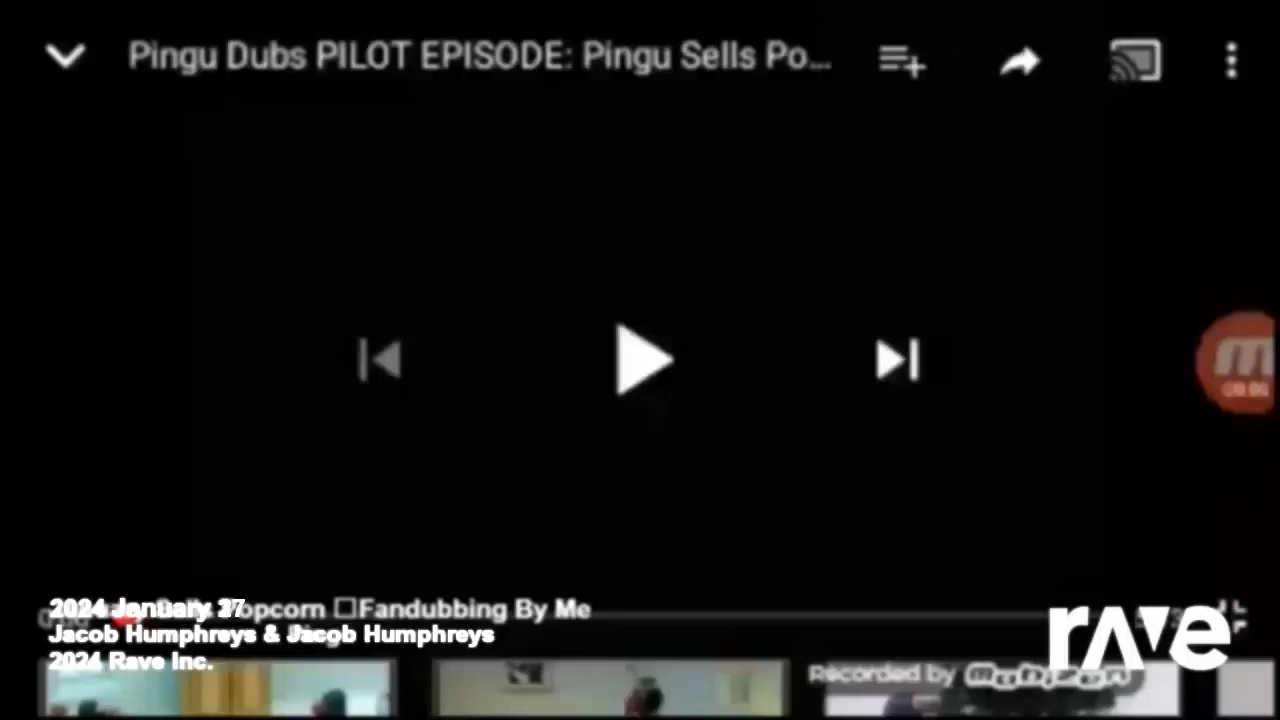 Pingu Dubs PILOT EPISODE: Pingu Sells Po...
opcorn □Fandubbing By Me
2024 January 27
Jacob Humphreys & Jacob Humphreys
2024 Rave Inc.
rave
Recorded by